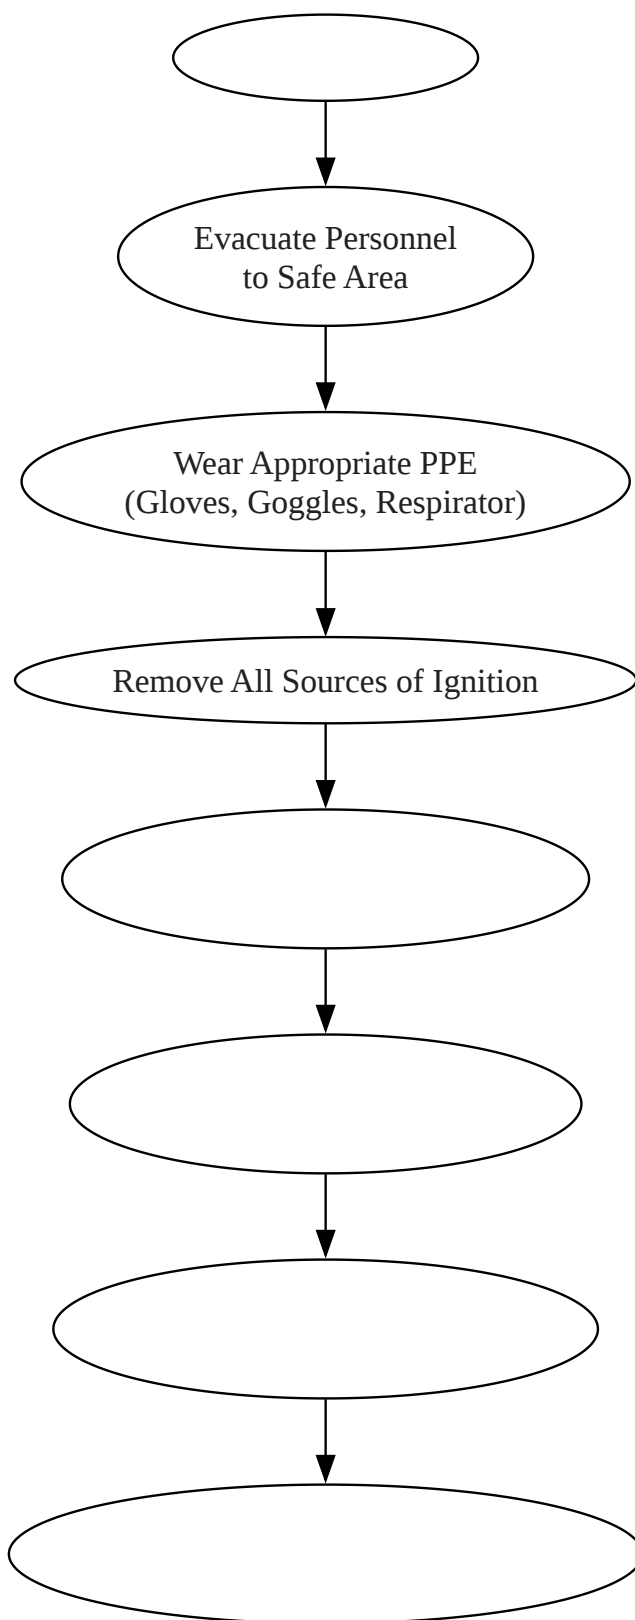 Evacuate Personnel
to Safe Area
Wear Appropriate PPE
(Gloves, Goggles, Respirator)
Remove All Sources of Ignition